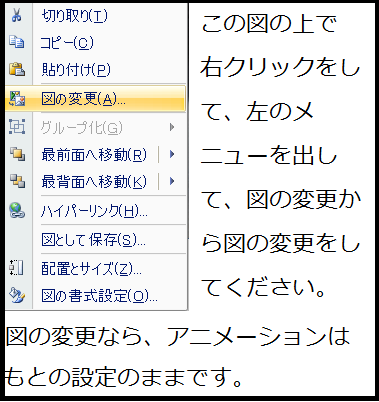 切り取り(T)
コピー(C)
貼り付け(P)
図の変更(A)...
グループ化(G)
最前面へ移動(R)
最背面へ移動(K)
ハイパーリンク(H)...
図として保存(S)...
配置とサイズ(Z)...
図の書式設定(O)...
この図の上で
右クリックをし
て、左のメ
ニューを出し
て、図の変更か
ら図の変更をし
てください。
図の変更なら、アニメーションは
もとの設定のままです。